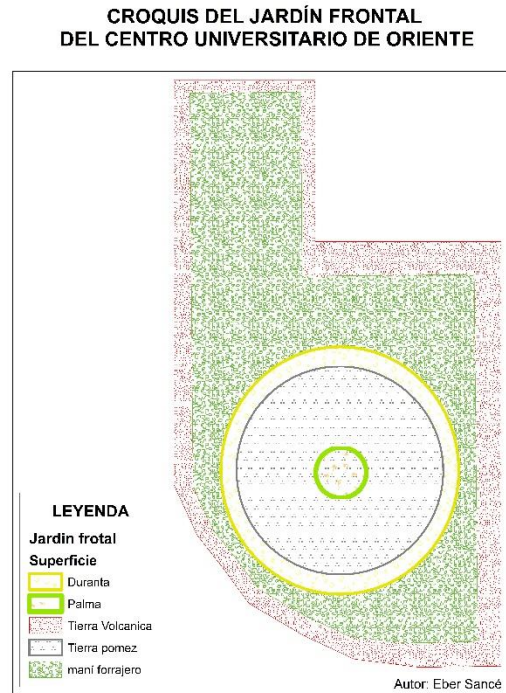 CROQUIS DEL JARDÍN FRONTAL
DEL CENTRO UNIVERSITARIO DE ORIENTE
LEYENDA
Jardin frotal
Superficie
Duranta
Palma
Tierra Volcanica
Tierra pomez
maní forrajero
Autor: Eber Sancé